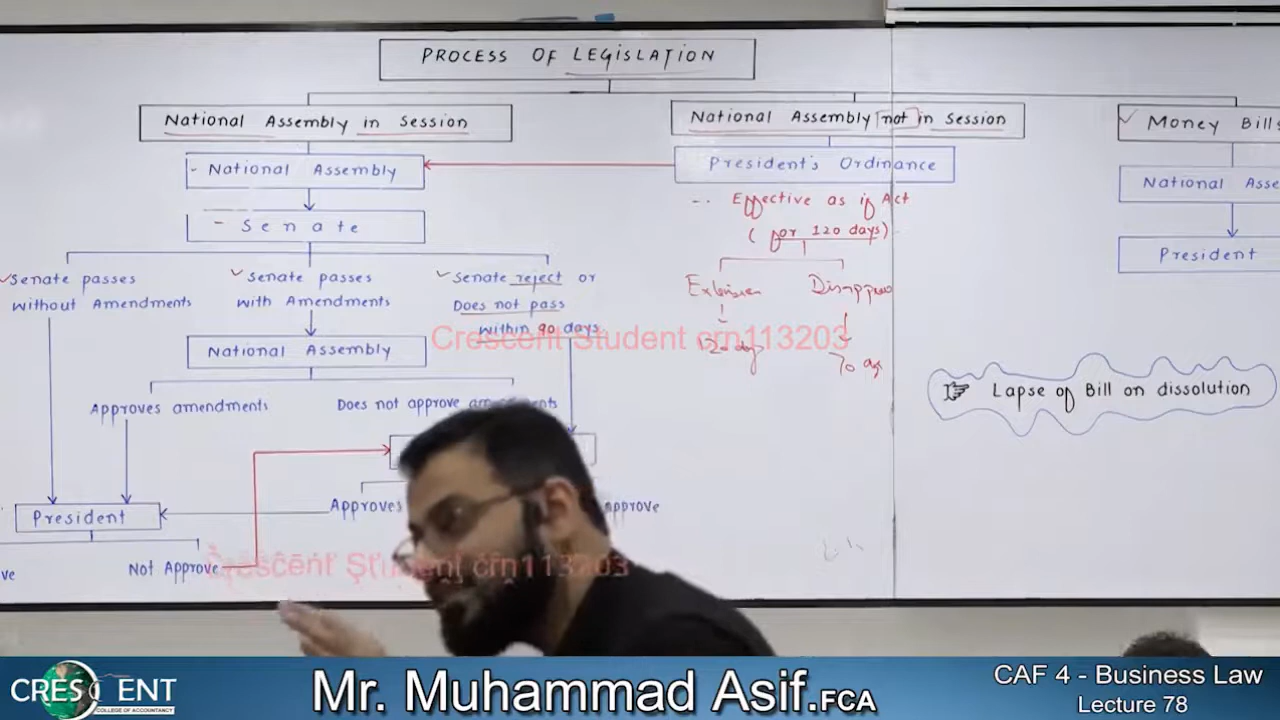 PROCESS OF LEGISLATION
National Assembly in Session
- National Assembly
- Senate
Senate passes
without Amendments
Senate passes
with Amendments
Senate reject or
Does not pass
within 90 days
National Assembly
Approves amendments
Does not approve
Approves
approve
President
Not Approve
ve
National Assembly not in Session
President's Ordinance
Effective as if Act
(for 120 days)
Money Bills
National Asse
President
Lapse of Bill on dissolution
Crescent Student crn113203
Crescent Student crn113203
CRESCENT
COLLEGE OF ACCOUNTANCY
Mr. Muhammad Asif.FCA
CAF 4 - Business Law
Lecture 78